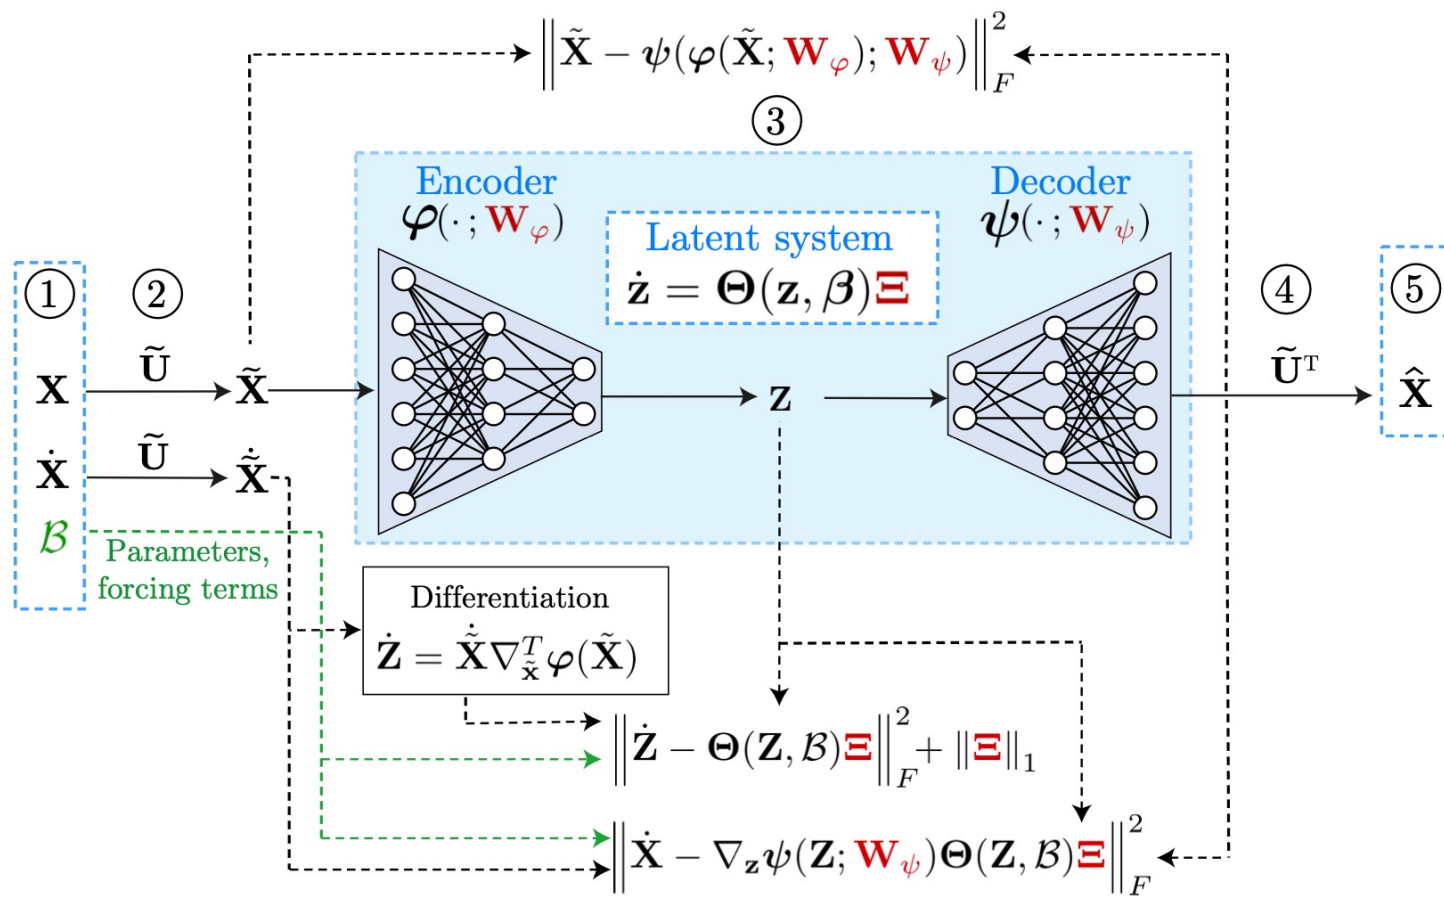 ‖X̃ − ψ(φ(X̃; W_φ); W_ψ)‖²_F
③
Encoder
φ(· ; W_φ)
Decoder
ψ(· ; W_ψ)
Latent system
ż = Θ(z, β)Ξ
①
②
④
⑤
X
Ũ
X̃
z
Ũᵀ
X̂
Ẋ
Ũ
X̃̇
ℬ
Parameters,
forcing terms
Differentiation
Ż = X̃̇∇ᵀ_x̃ φ(X̃)
‖Ż − Θ(Z, ℬ)Ξ‖²_F + ‖Ξ‖₁
‖Ẋ − ∇_z ψ(Z; W_ψ)Θ(Z, ℬ)Ξ‖²_F